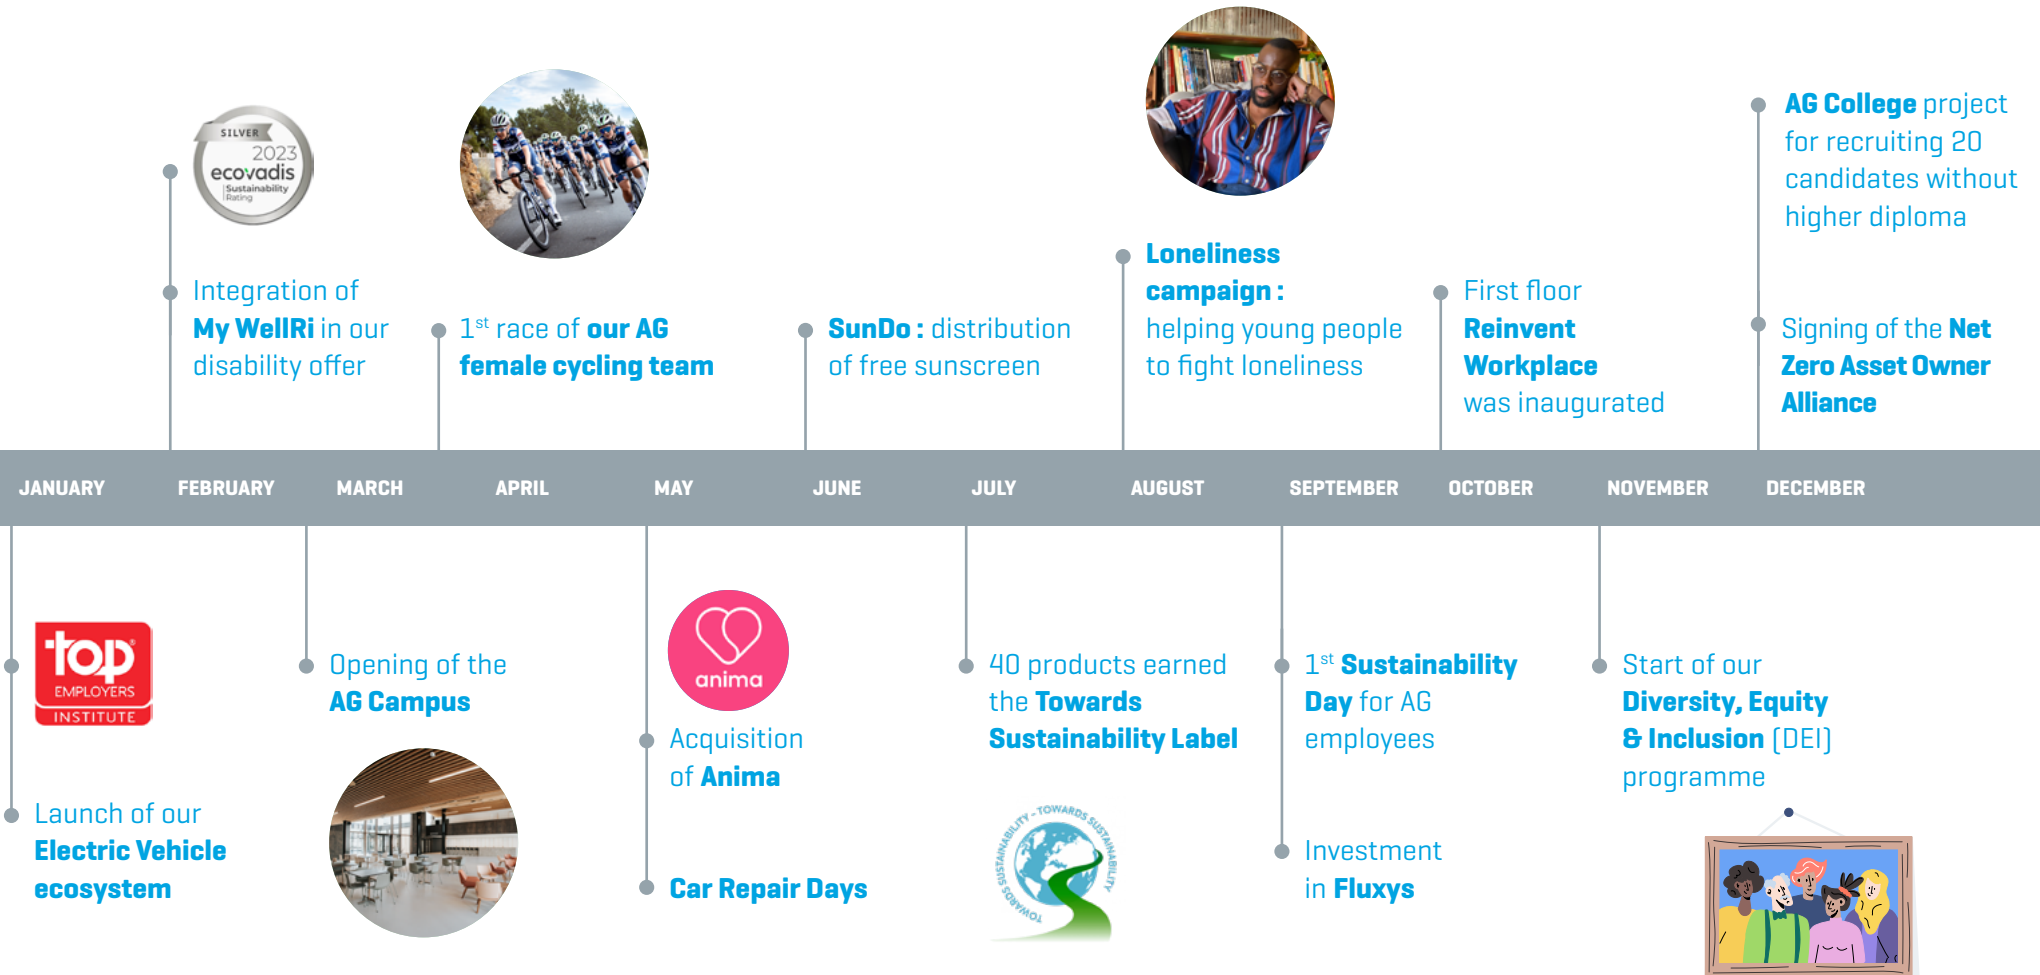 SILVER
2023
ecovadis
Sustainability
Rating
Integration of
My WellRi in our
disability offer
1st race of our AG
female cycling team
SunDo : distribution
of free sunscreen
Loneliness
campaign :
helping young people
to fight loneliness
First floor
Reinvent
Workplace
was inaugurated
AG College project
for recruiting 20
candidates without
higher diploma
Signing of the Net
Zero Asset Owner
Alliance
JANUARY FEBRUARY MARCH APRIL MAY JUNE JULY AUGUST SEPTEMBER OCTOBER NOVEMBER DECEMBER
top®
EMPLOYERS
INSTITUTE
Launch of our
Electric Vehicle
ecosystem
Opening of the
AG Campus
anima
Acquisition
of Anima
Car Repair Days
40 products earned
the Towards
Sustainability Label
TOWARDS SUSTAINABILITY - TOWARDS SUSTAINABILITY
1st Sustainability
Day for AG
employees
Investment
in Fluxys
Start of our
Diversity, Equity
& Inclusion (DEI)
programme